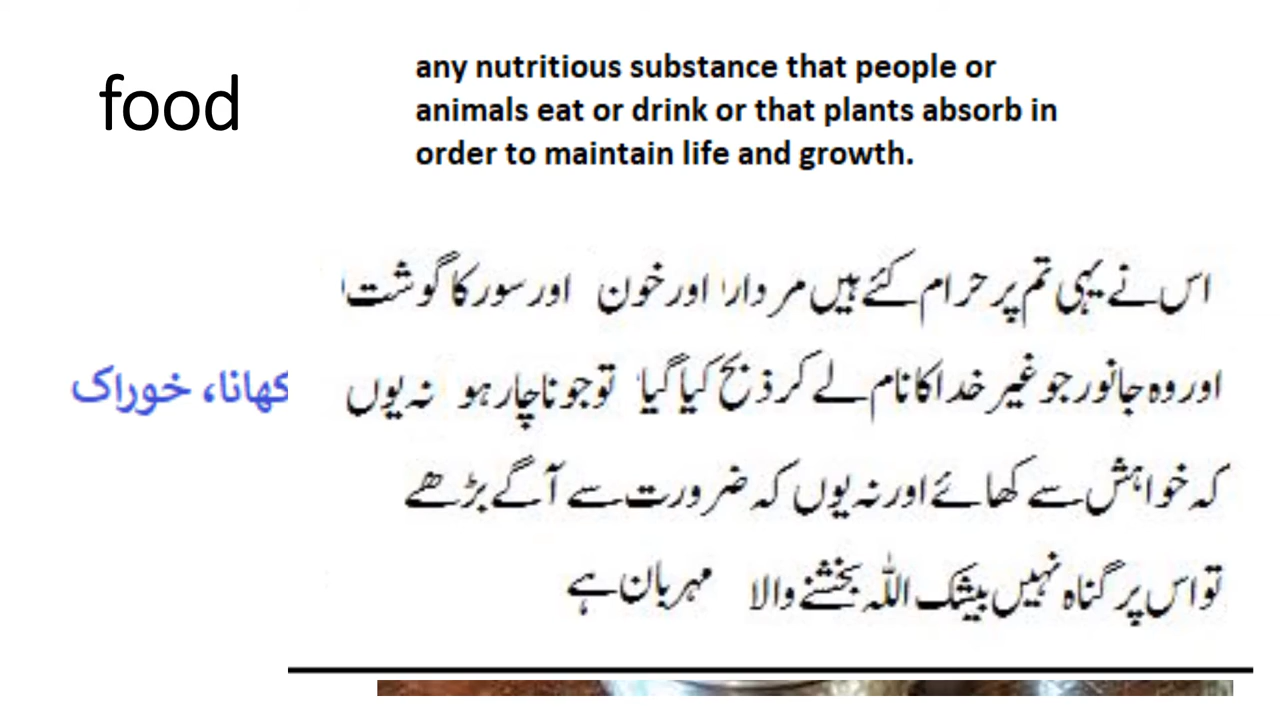 food
any nutritious substance that people or
animals eat or drink or that plants absorb in
order to maintain life and growth.
اس نے یہی تم پر حرام کئے ہیں مردار اور خون اور سور کا گوشت
کھانا، خوراک
اور وہ جانور جو غیر خدا کا نام لے کر ذبح کیا گیا تو جو ناچار ہو نہ یوں
کہ خواہش سے کھائے اور نہ یوں کہ ضرورت سے آگے بڑھے
تو اس پر گناہ نہیں بیشک اللہ بخشنے والا مہربان ہے